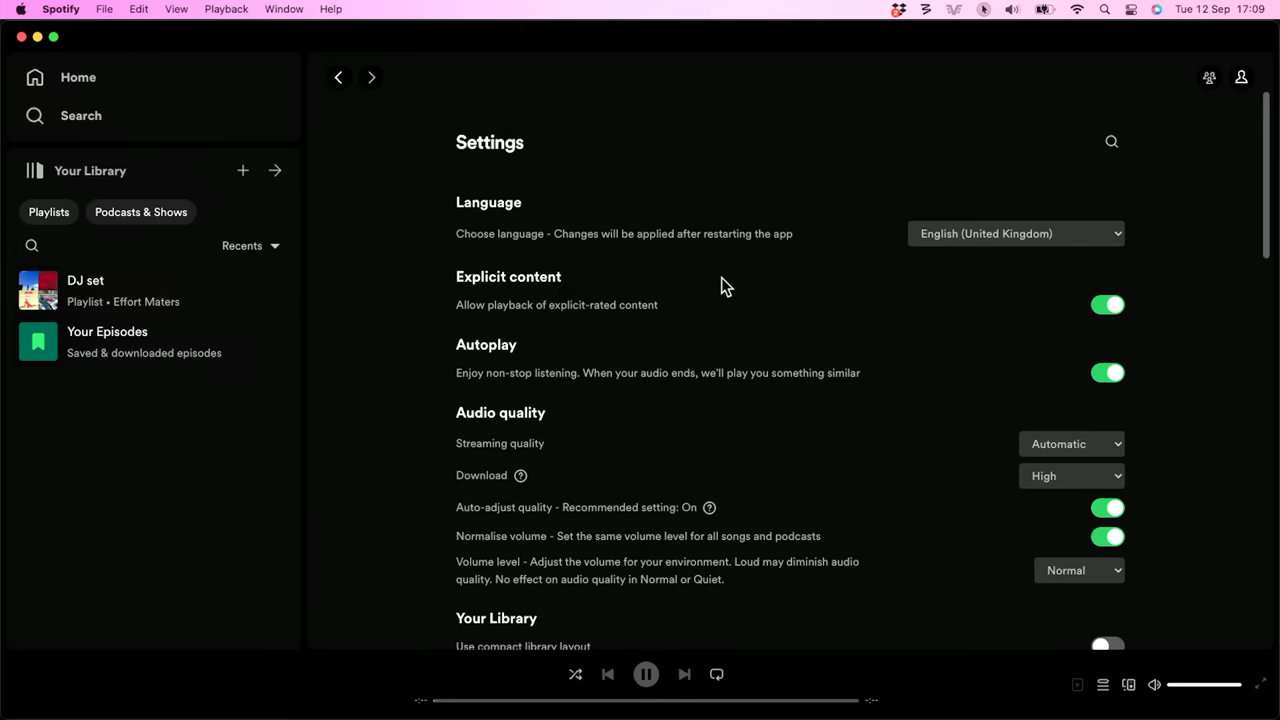 Spotify File Edit View Playback Window Help Tue 12 Sep 17:09
Home
Search
Your Library
Playlists Podcasts & Shows
Recents
DJ set
Playlist • Effort Maters
Your Episodes
Saved & downloaded episodes
Settings
Language
Choose language - Changes will be applied after restarting the app English (United Kingdom)
Explicit content
Allow playback of explicit-rated content
Autoplay
Enjoy non-stop listening. When your audio ends, we'll play you something similar
Audio quality
Streaming quality Automatic
Download High
Auto-adjust quality - Recommended setting: On
Normalise volume - Set the same volume level for all songs and podcasts
Volume level - Adjust the volume for your environment. Loud may diminish audio
quality. No effect on audio quality in Normal or Quiet. Normal
Your Library
Use compact library layout
-:-- -:--